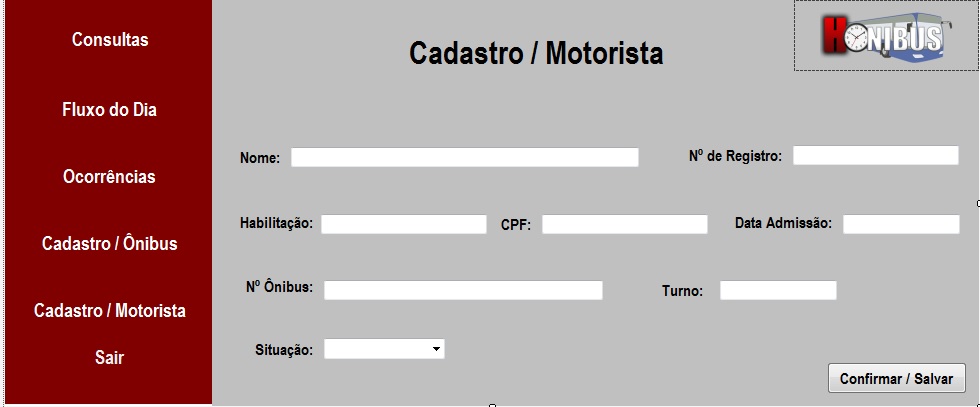 Consultas
Fluxo do Dia
Ocorrências
Cadastro / Ônibus
Cadastro / Motorista
Sair
Cadastro / Motorista
HONIBUS
Nome:
Nº de Registro:
Habilitação:
CPF:
Data Admissão:
Nº Ônibus:
Turno:
Situação:
Confirmar / Salvar